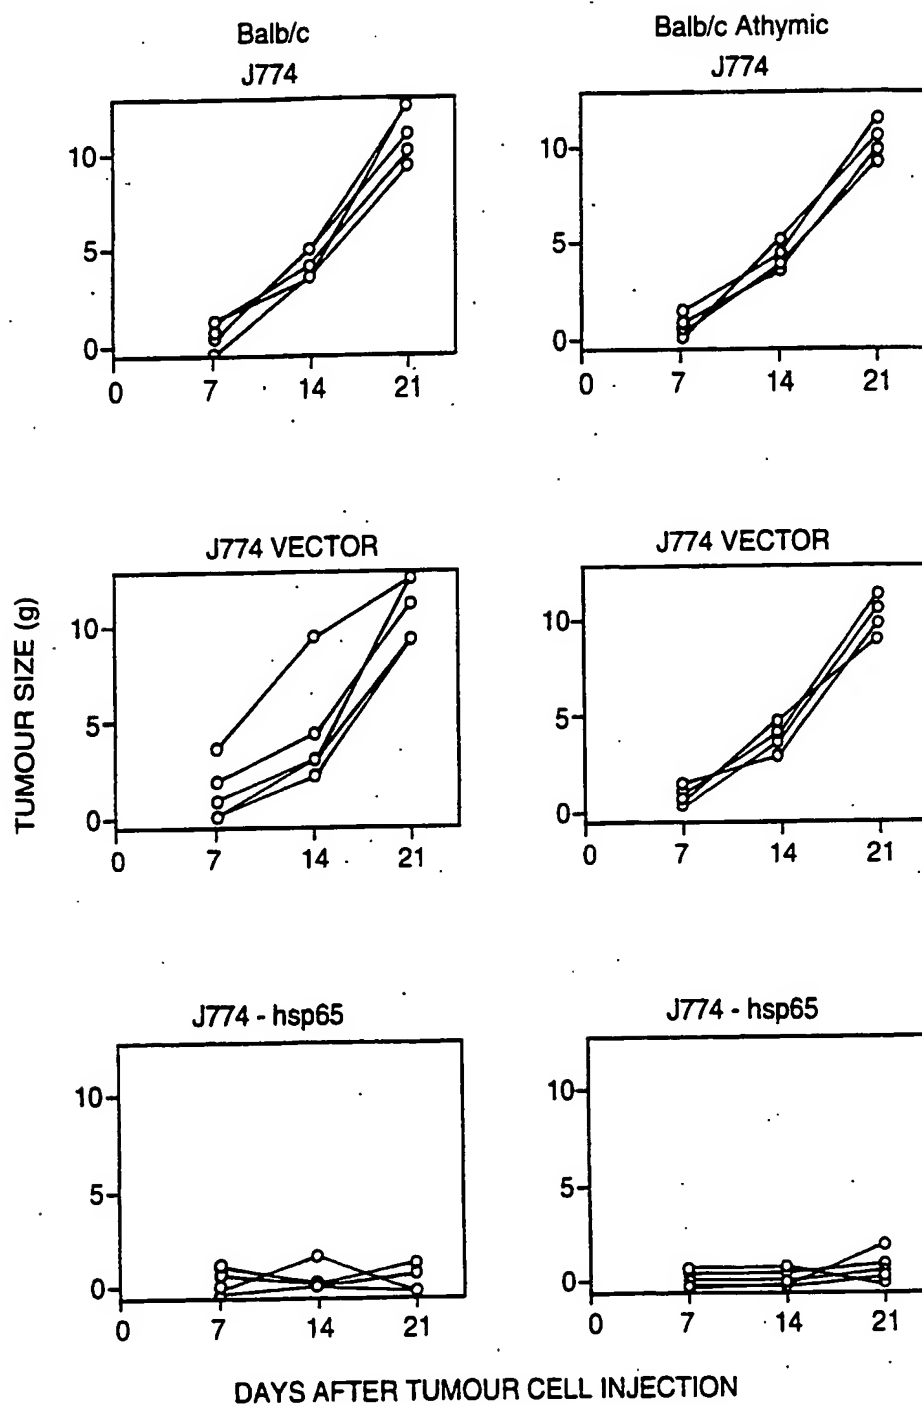 Balb/c
J774
10
5
0
0 7 14 21
Balb/c Athymic
J774
10
5
0
0 7 14 21
TUMOUR SIZE (g)
J774 VECTOR
10
5
0
0 7 14 21
J774 VECTOR
10
5
0
0 7 14 21
J774 - hsp65
10
5
0
0 7 14 21
J774 - hsp65
10
5
0
0 7 14 21
DAYS AFTER TUMOUR CELL INJECTION